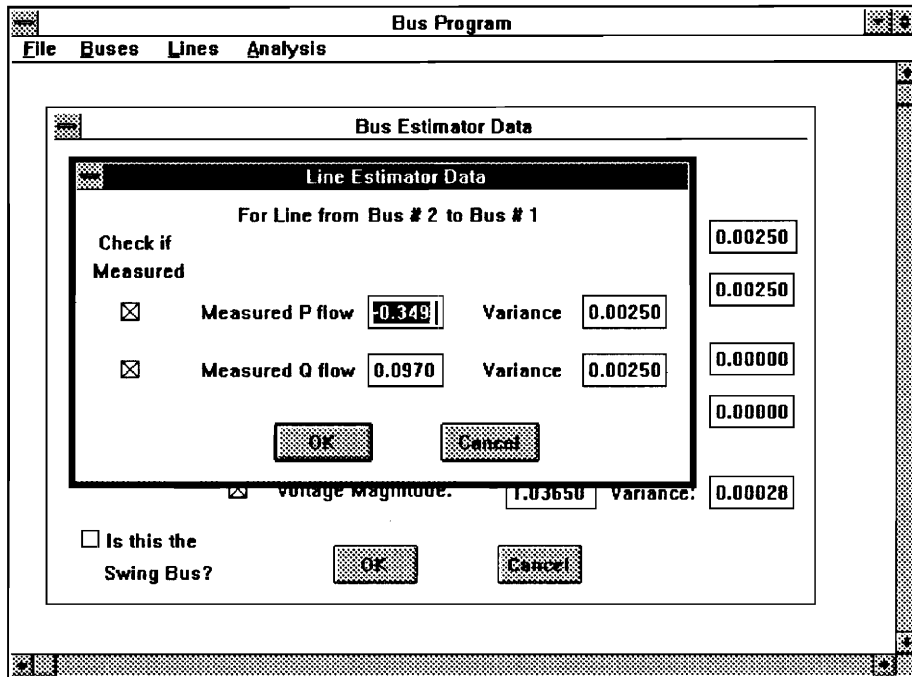 Bus Program
File Buses Lines Analysis
Bus Estimator Data
Line Estimator Data
For Line from Bus # 2 to Bus # 1
Check if
Measured
Measured P flow -0.349 Variance 0.00250
Measured Q flow 0.0970 Variance 0.00250
OK Cancel
0.00250
0.00250
0.00000
0.00000
Voltage Magnitude: 1.03650 Variance: 0.00028
Is this the
Swing Bus?
OK Cancel